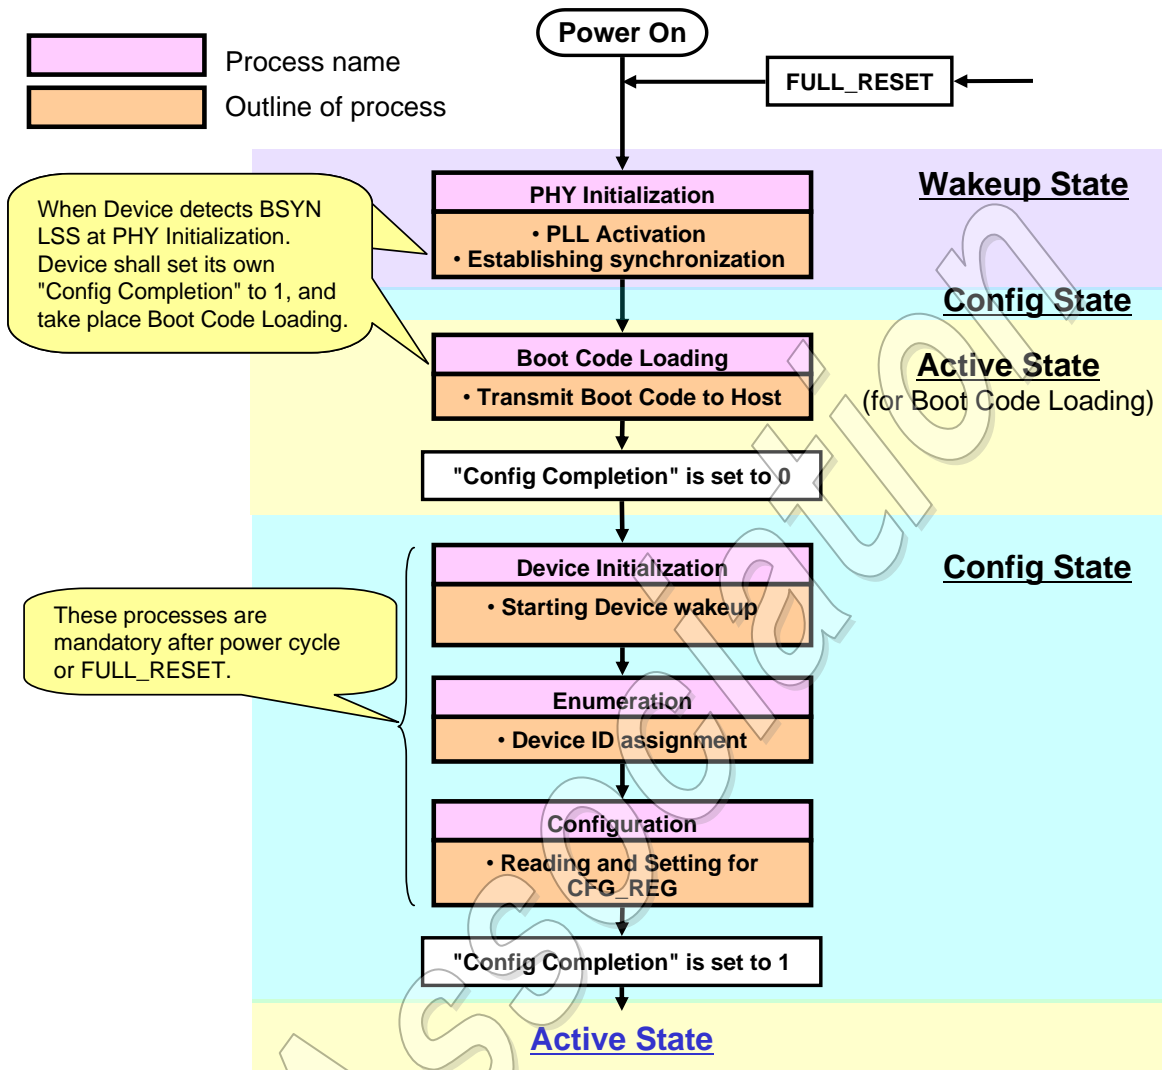 Power On
Process name
FULL_RESET
Outline of process
Wakeup State
PHY Initialization
• PLL Activation
• Establishing synchronization
When Device detects BSYN
LSS at PHY Initialization.
Device shall set its own
"Config Completion" to 1, and
take place Boot Code Loading.
Config State
Boot Code Loading
• Transmit Boot Code to Host
Active State
(for Boot Code Loading)
"Config Completion" is set to 0
Device Initialization
• Starting Device wakeup
Config State
These processes are
mandatory after power cycle
or FULL_RESET.
Enumeration
• Device ID assignment
Configuration
• Reading and Setting for
CFG_REG
"Config Completion" is set to 1
Active State
Association